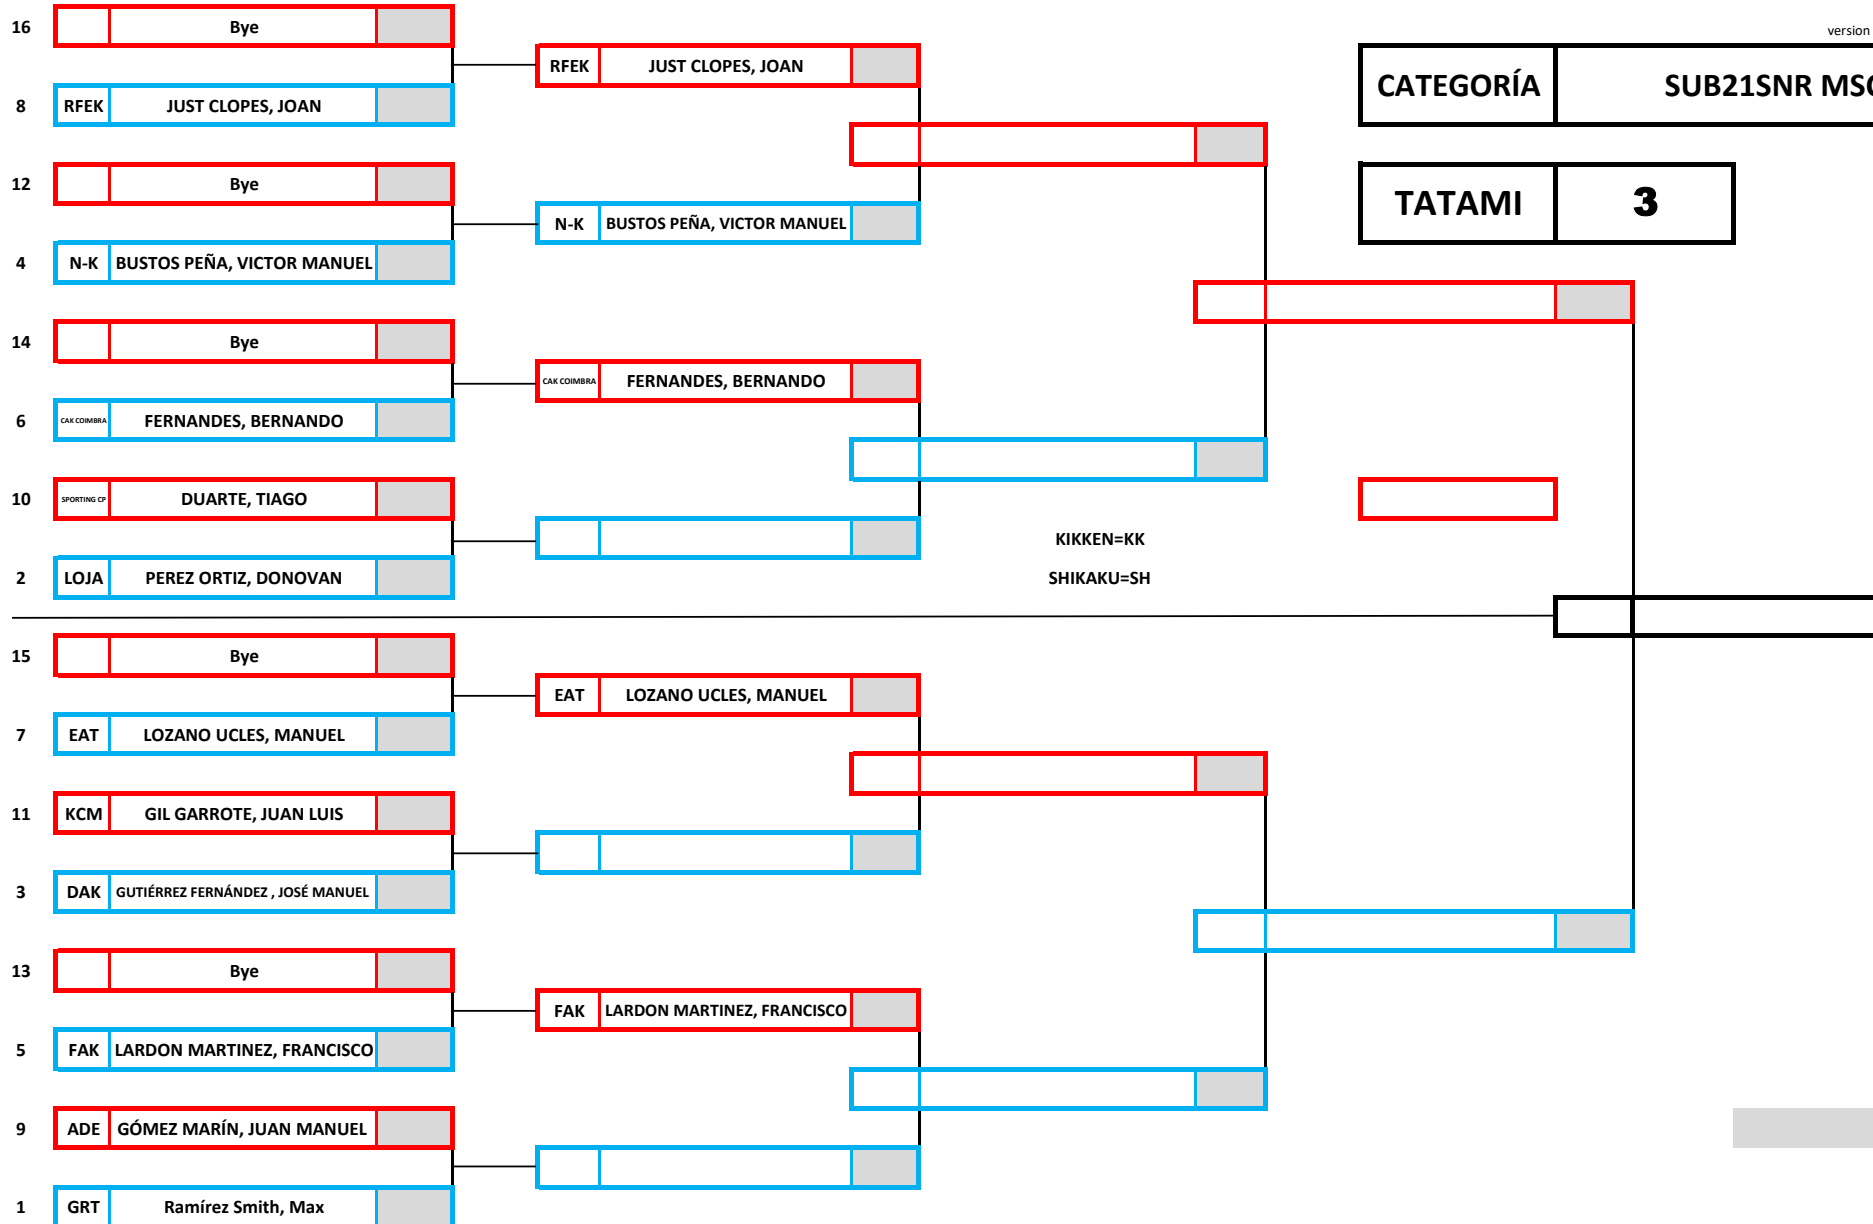 version
16 Bye
RFEK JUST CLOPES, JOAN
CATEGORÍA SUB21SNR
8 RFEK JUST CLOPES, JOAN
12 Bye
TATAMI 3
N-K BUSTOS PEÑA, VICTOR MANUEL
4 N-K BUSTOS PEÑA, VICTOR MANUEL
14 Bye
CAK COIMBRA FERNANDES, BERNANDO
6 CAK COIMBRA FERNANDES, BERNANDO
10 SPORTING CP DUARTE, TIAGO
KIKKEN=KK
2 LOJA PEREZ ORTIZ, DONOVAN
SHIKAKU=SH
15 Bye
EAT LOZANO UCLES, MANUEL
7 EAT LOZANO UCLES, MANUEL
11 KCM GIL GARROTE, JUAN LUIS
3 DAK GUTIÉRREZ FERNÁNDEZ , JOSÉ MANUEL
13 Bye
FAK LARDON MARTINEZ, FRANCISCO
5 FAK LARDON MARTINEZ, FRANCISCO
9 ADE GÓMEZ MARÍN, JUAN MANUEL
1 GRT Ramírez Smith, Max